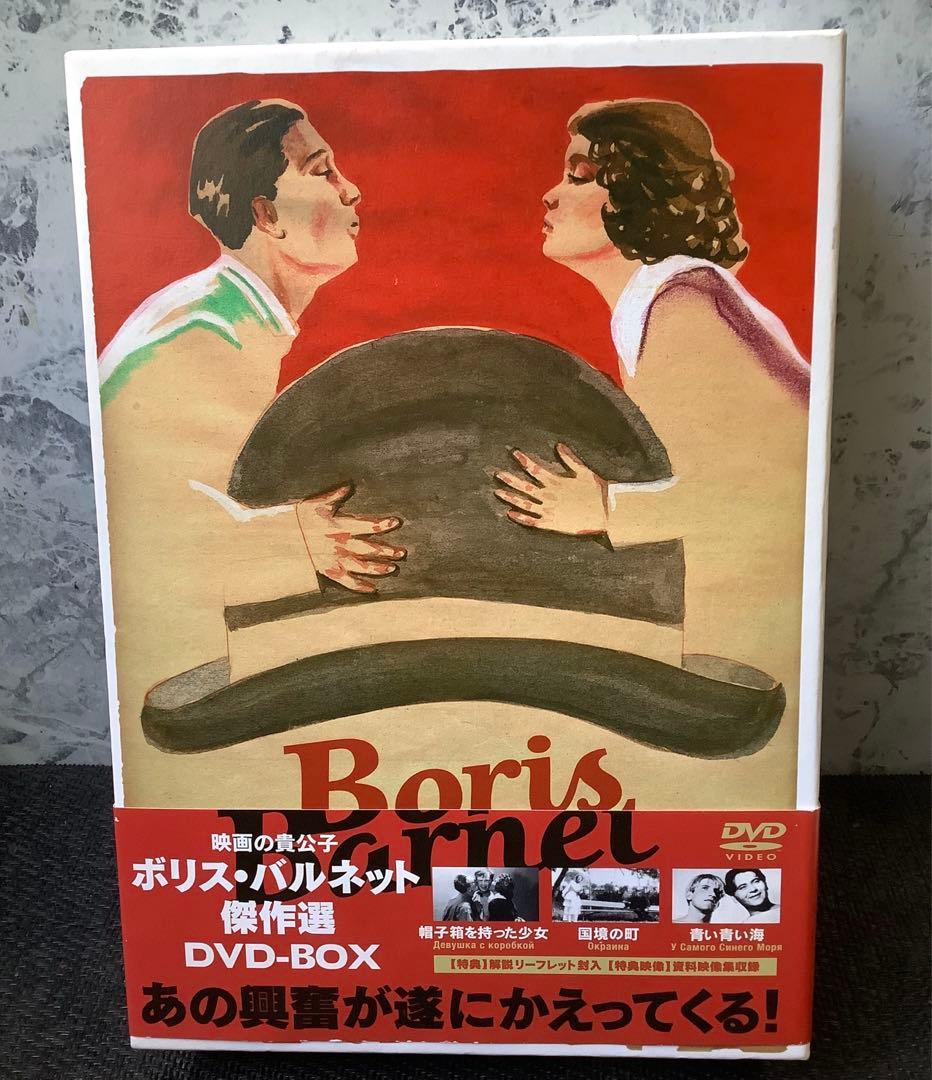 Boris
Barnet
映画の貴公子
ボリス・バルネット
傑作選
DVD-BOX
DVD
VIDEO
帽子箱を持った少女
Девушка с коробкой
国境の町
Окраина
青い青い海
У Самого Синего Моря
【特典】解説リーフレット封入【特典映像】資料映像集収録
あの興奮が遂にかえってくる!